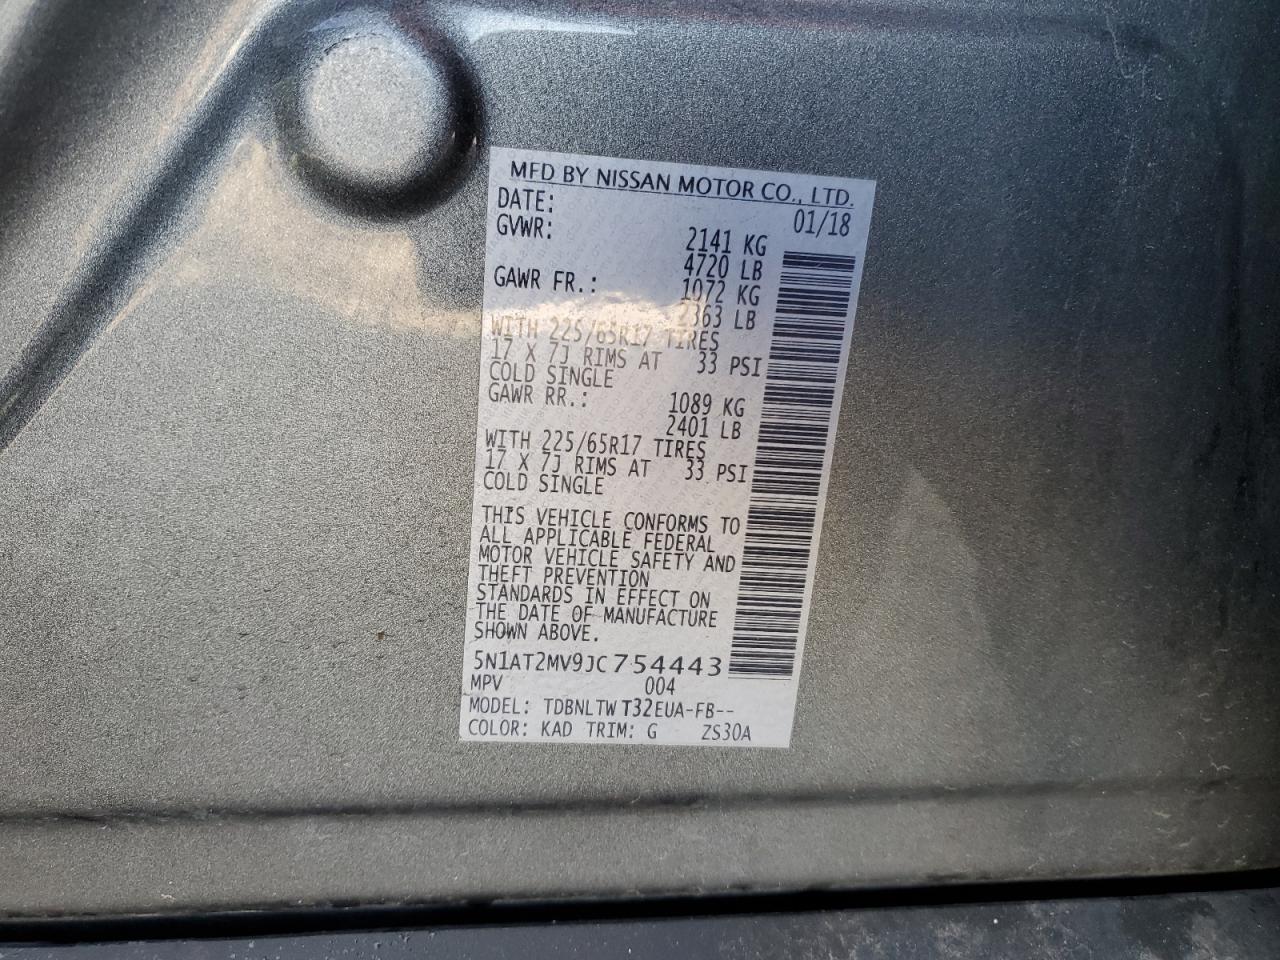 MFD BY NISSAN MOTOR CO., LTD.
DATE: 01/18
GVWR: 2141 KG
4720 LB
GAWR FR.: 1072 KG
2363 LB
WITH 225/65R17 TIRES
17 X 7J RIMS AT 33 PSI
COLD SINGLE
GAWR RR.: 1089 KG
2401 LB
WITH 225/65R17 TIRES
17 X 7J RIMS AT 33 PSI
COLD SINGLE
THIS VEHICLE CONFORMS TO
ALL APPLICABLE FEDERAL
MOTOR VEHICLE SAFETY AND
THEFT PREVENTION
STANDARDS IN EFFECT ON
THE DATE OF MANUFACTURE
SHOWN ABOVE.
5N1AT2MV9JC754443
MPV 004
MODEL: TDBNLTWT32EUA-FB--
COLOR: KAD TRIM: G ZS30A